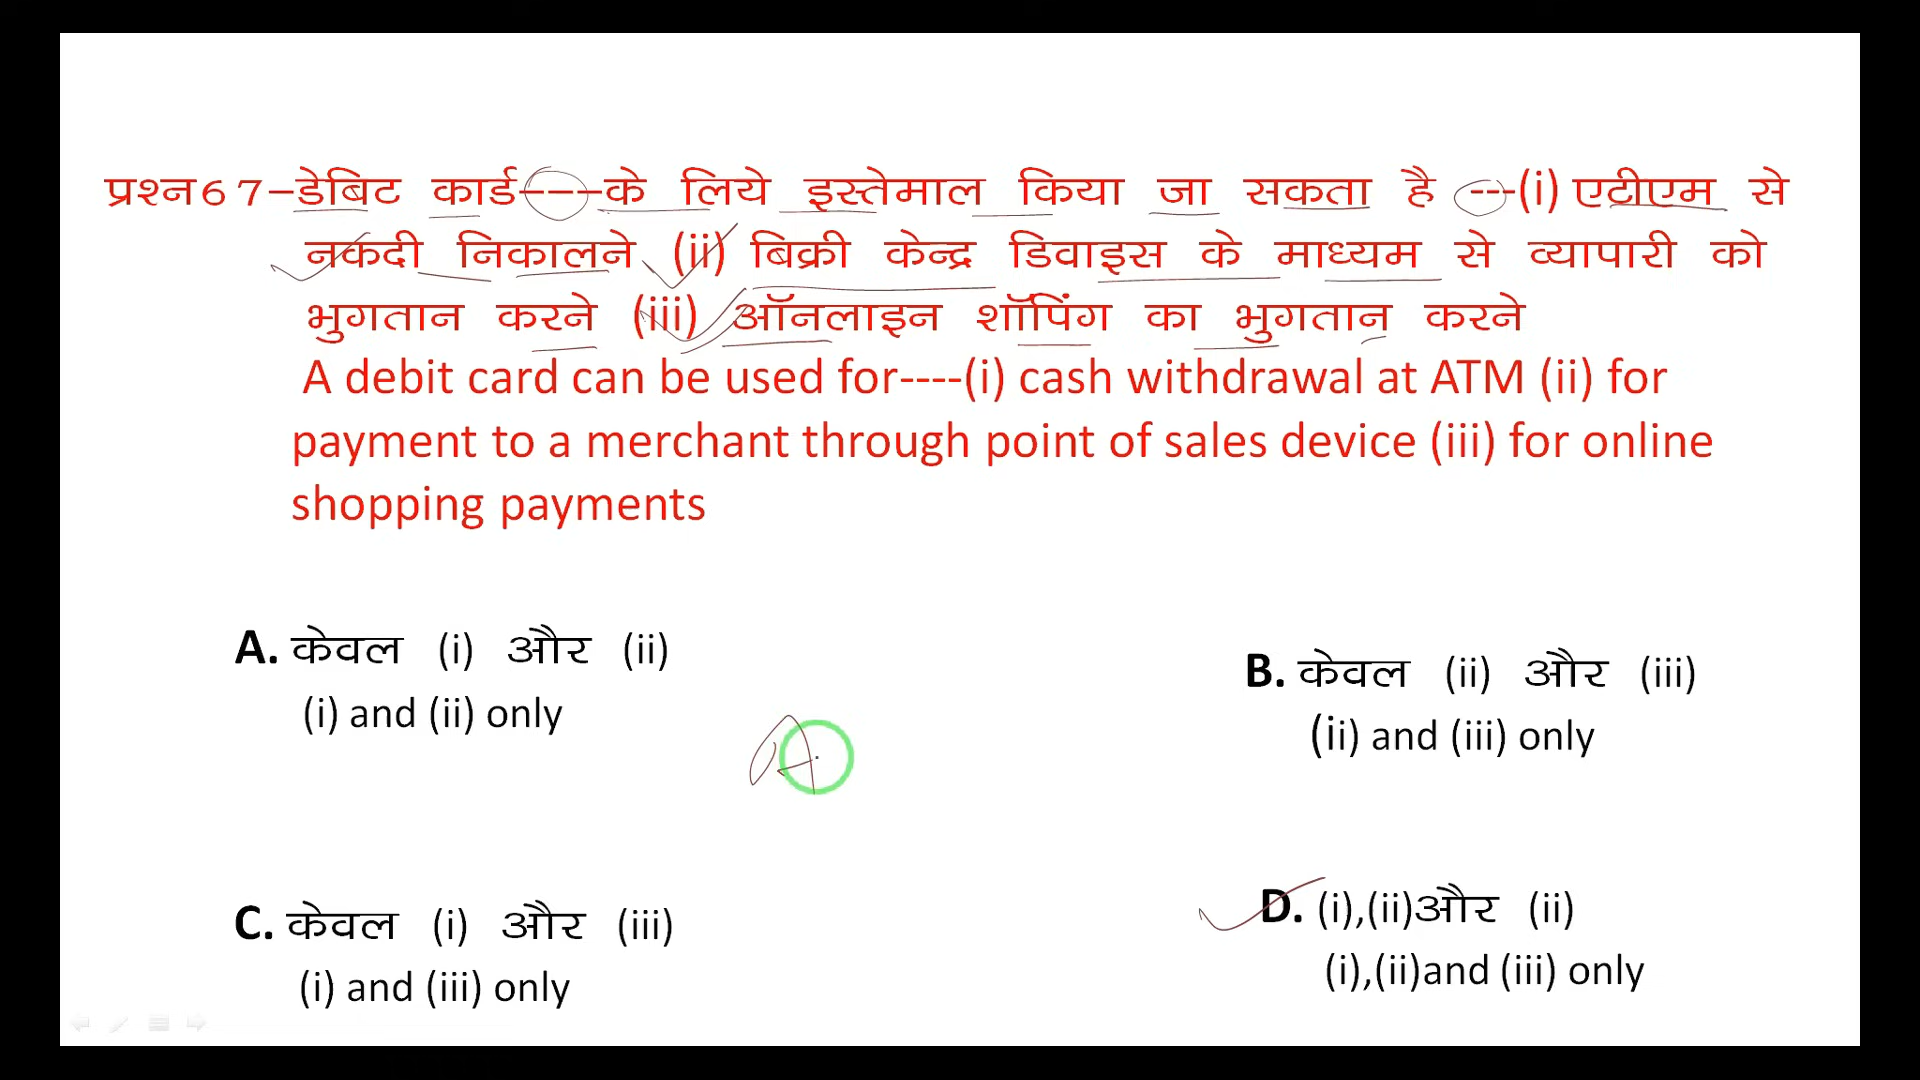 प्रश्न67–डेबिट कार्ड---के लिये इस्तेमाल किया जा सकता है ---(i) एटीएम से
नकदी निकालने (ii) बिक्री केन्द्र डिवाइस के माध्यम से व्यापारी को
भुगतान करने (iii) ऑनलाइन शॉपिंग का भुगतान करने
A debit card can be used for----(i) cash withdrawal at ATM (ii) for
payment to a merchant through point of sales device (iii) for online
shopping payments
A. केवल (i) और (ii)
(i) and (ii) only
B. केवल (ii) और (iii)
(ii) and (iii) only
A
C. केवल (i) और (iii)
(i) and (iii) only
D. (i),(ii)और (ii)
(i),(ii)and (iii) only